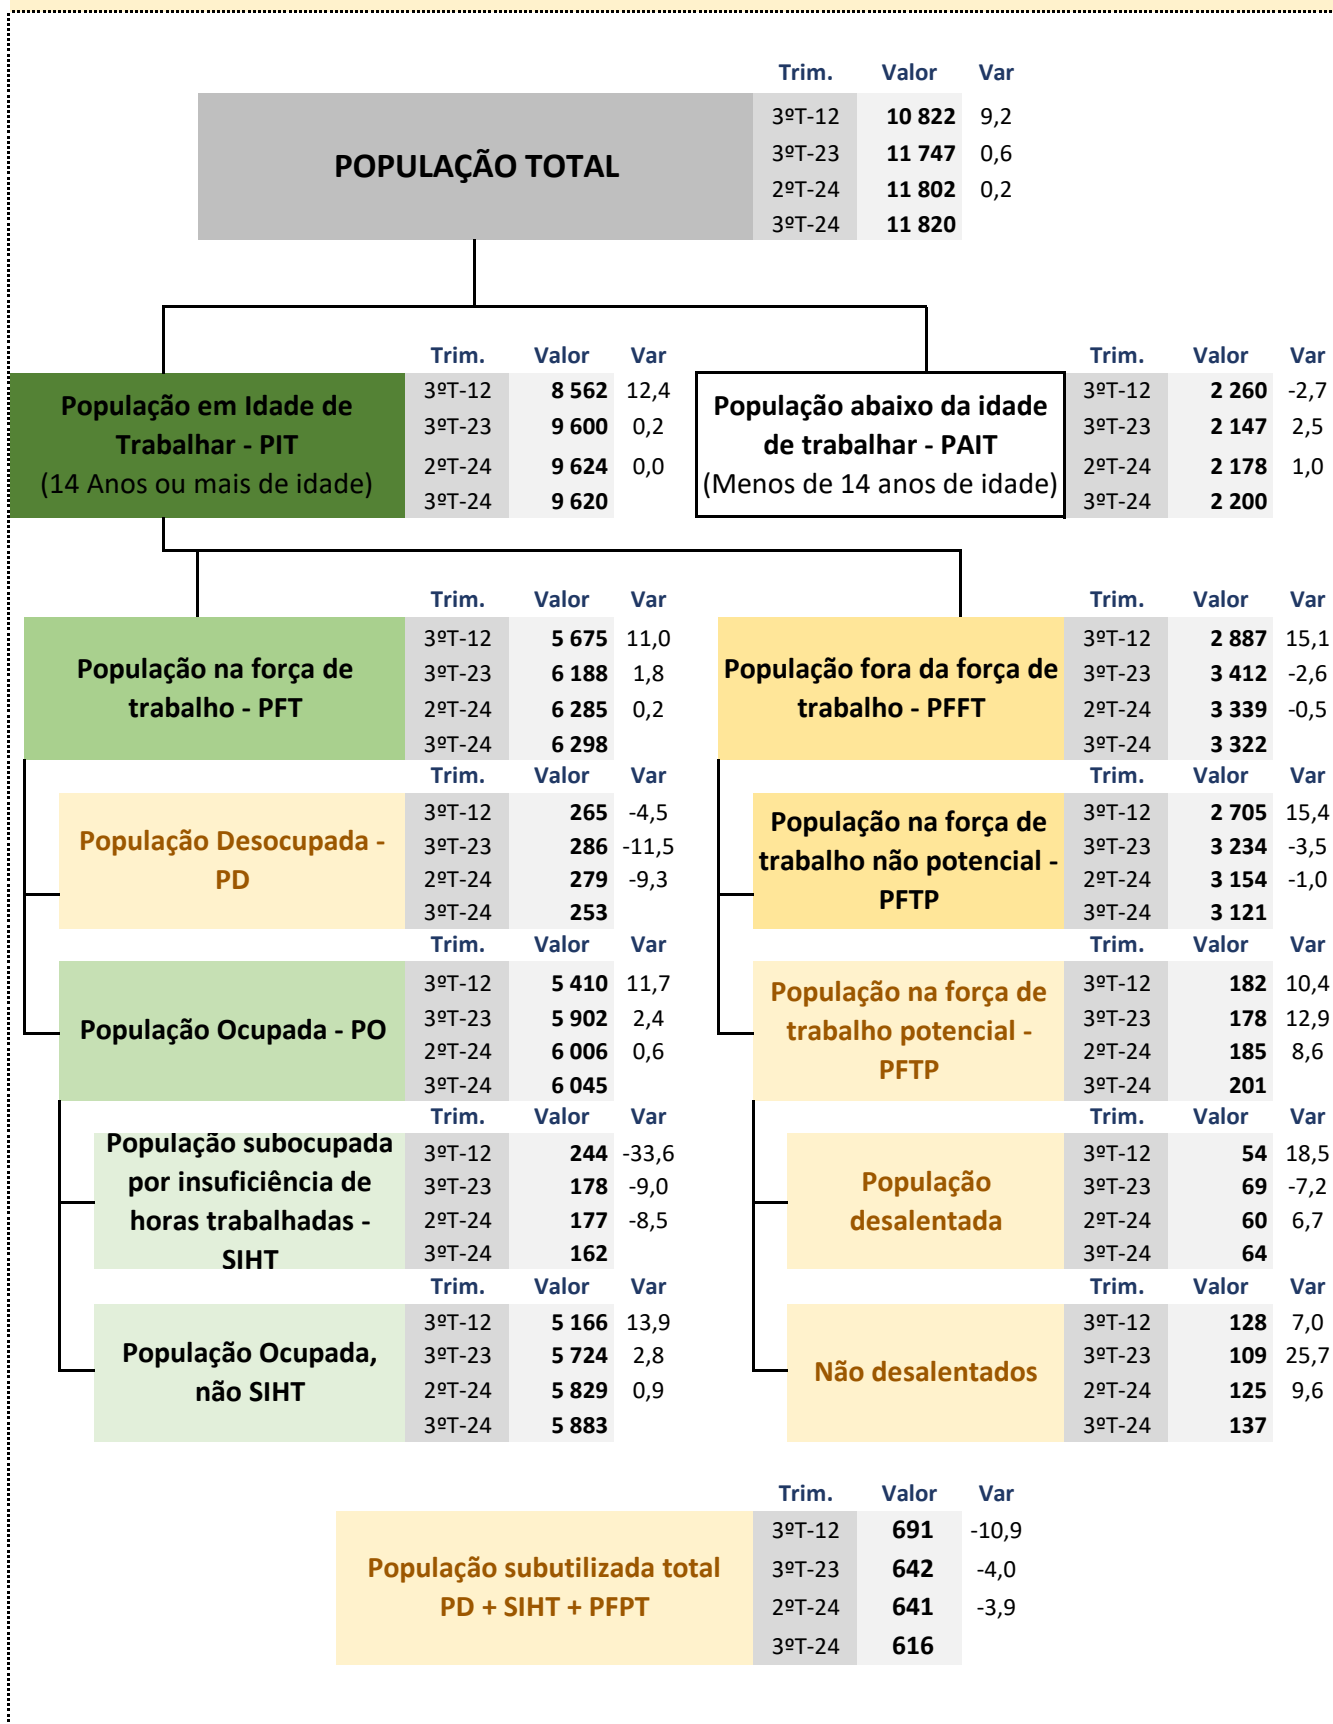 Trim. Valor Var
POPULAÇÃO TOTAL
3ºT-12 10 822 9,2
3ºT-23 11 747 0,6
2ºT-24 11 802 0,2
3ºT-24 11 820
Trim. Valor Var
População em Idade de
Trabalhar - PIT
(14 Anos ou mais de idade)
3ºT-12 8 562 12,4
3ºT-23 9 600 0,2
2ºT-24 9 624 0,0
3ºT-24 9 620
Trim. Valor Var
População abaixo da idade
de trabalhar - PAIT
(Menos de 14 anos de idade)
3ºT-12 2 260 -2,7
3ºT-23 2 147 2,5
2ºT-24 2 178 1,0
3ºT-24 2 200
Trim. Valor Var
População na força de
trabalho - PFT
3ºT-12 5 675 11,0
3ºT-23 6 188 1,8
2ºT-24 6 285 0,2
3ºT-24 6 298
Trim. Valor Var
População fora da força de
trabalho - PFFT
3ºT-12 2 887 15,1
3ºT-23 3 412 -2,6
2ºT-24 3 339 -0,5
3ºT-24 3 322
Trim. Valor Var
População Desocupada -
PD
3ºT-12 265 -4,5
3ºT-23 286 -11,5
2ºT-24 279 -9,3
3ºT-24 253
Trim. Valor Var
População na força de
trabalho não potencial -
PFTP
3ºT-12 2 705 15,4
3ºT-23 3 234 -3,5
2ºT-24 3 154 -1,0
3ºT-24 3 121
Trim. Valor Var
População Ocupada - PO
3ºT-12 5 410 11,7
3ºT-23 5 902 2,4
2ºT-24 6 006 0,6
3ºT-24 6 045
Trim. Valor Var
População na força de
trabalho potencial -
PFTP
3ºT-12 182 10,4
3ºT-23 178 12,9
2ºT-24 185 8,6
3ºT-24 201
Trim. Valor Var
População subocupada
por insuficiência de
horas trabalhadas -
SIHT
3ºT-12 244 -33,6
3ºT-23 178 -9,0
2ºT-24 177 -8,5
3ºT-24 162
Trim. Valor Var
População
desalentada
3ºT-12 54 18,5
3ºT-23 69 -7,2
2ºT-24 60 6,7
3ºT-24 64
Trim. Valor Var
População Ocupada,
não SIHT
3ºT-12 5 166 13,9
3ºT-23 5 724 2,8
2ºT-24 5 829 0,9
3ºT-24 5 883
Trim. Valor Var
Não desalentados
3ºT-12 128 7,0
3ºT-23 109 25,7
2ºT-24 125 9,6
3ºT-24 137
Trim. Valor Var
População subutilizada total
PD + SIHT + PFPT
3ºT-12 691 -10,9
3ºT-23 642 -4,0
2ºT-24 641 -3,9
3ºT-24 616